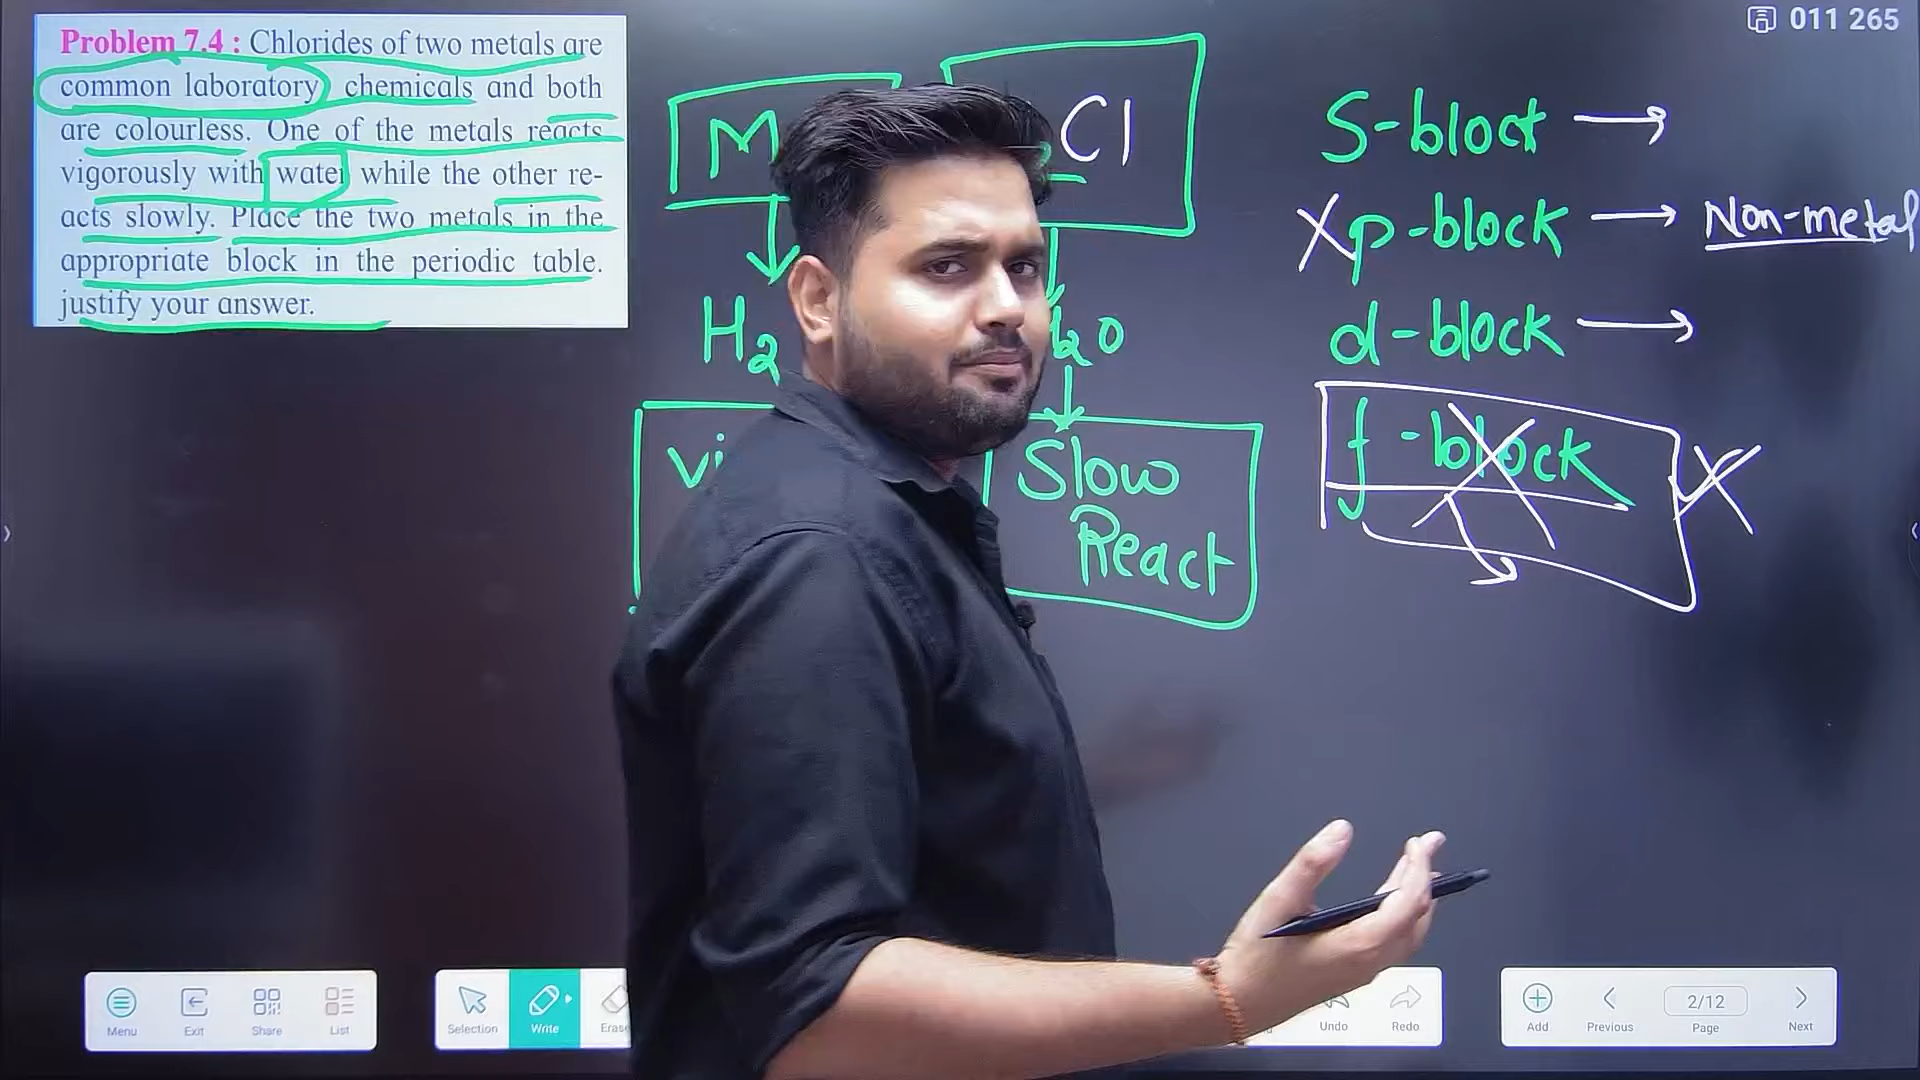 011 265
Problem 7.4 : Chlorides of two metals are
common laboratory chemicals and both
are colourless. One of the metals reacts
vigorously with water while the other re-
acts slowly. Place the two metals in the
appropriate block in the periodic table.
justify your answer.
M
Cl
H2
Slow
React
S-block →
X p-block → Non-metal
d-block →
f-block X
Menu
Exit
Share
List
Selection
Write
Undo
Redo
Add
Previous
2/12
Page
Next